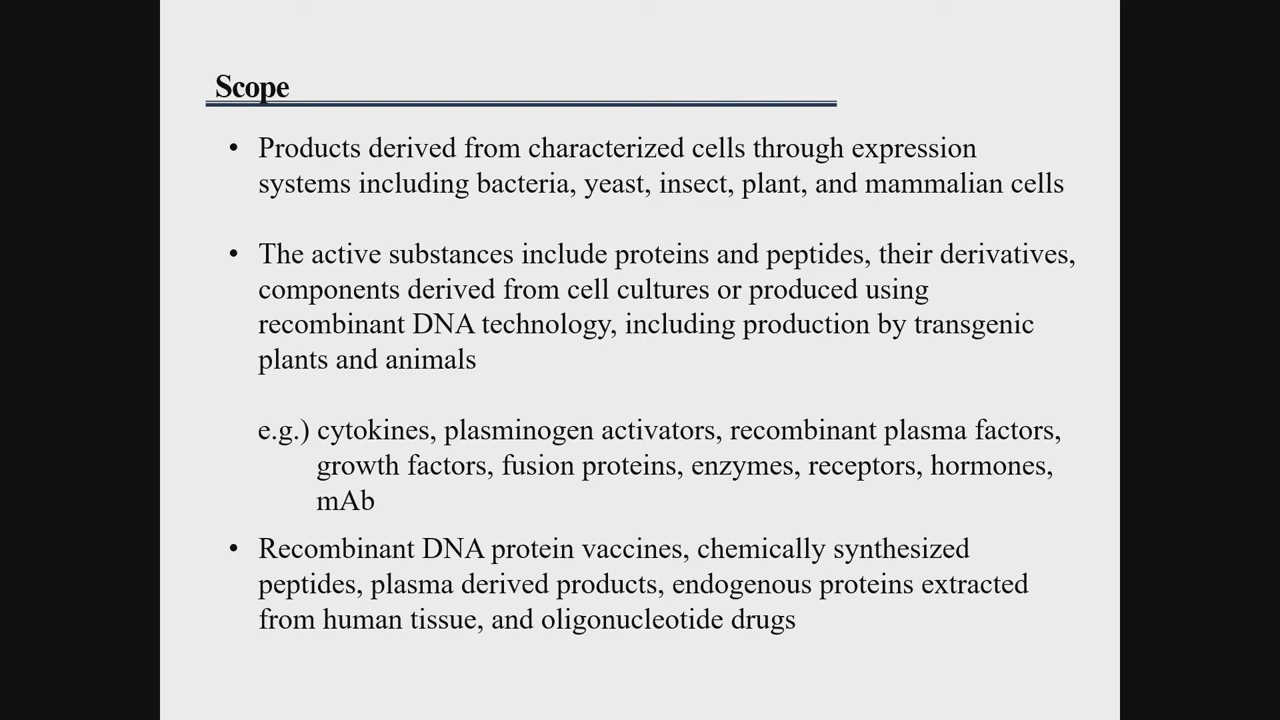 Scope
• Products derived from characterized cells through expression
systems including bacteria, yeast, insect, plant, and mammalian cells
• The active substances include proteins and peptides, their derivatives,
components derived from cell cultures or produced using
recombinant DNA technology, including production by transgenic
plants and animals
e.g.) cytokines, plasminogen activators, recombinant plasma factors,
growth factors, fusion proteins, enzymes, receptors, hormones,
mAb
• Recombinant DNA protein vaccines, chemically synthesized
peptides, plasma derived products, endogenous proteins extracted
from human tissue, and oligonucleotide drugs